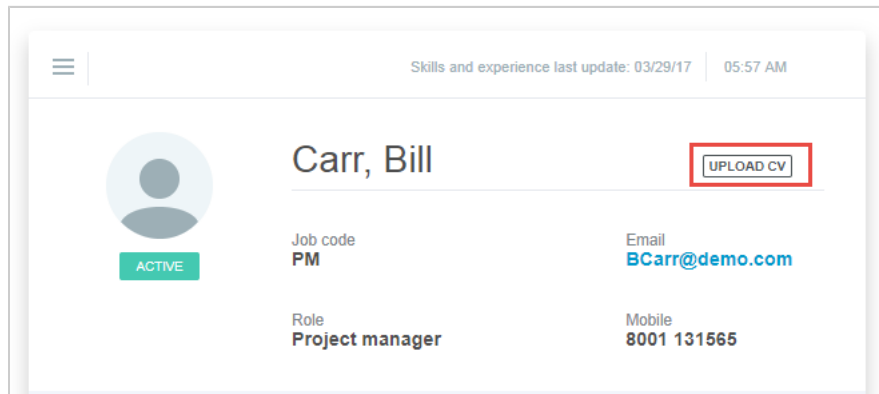 Skills and experience last update: 03/29/17 05:57 AM
Carr, Bill
UPLOAD CV
ACTIVE
Job code
PM
Email
BCarr@demo.com
Role
Project manager
Mobile
8001 131565